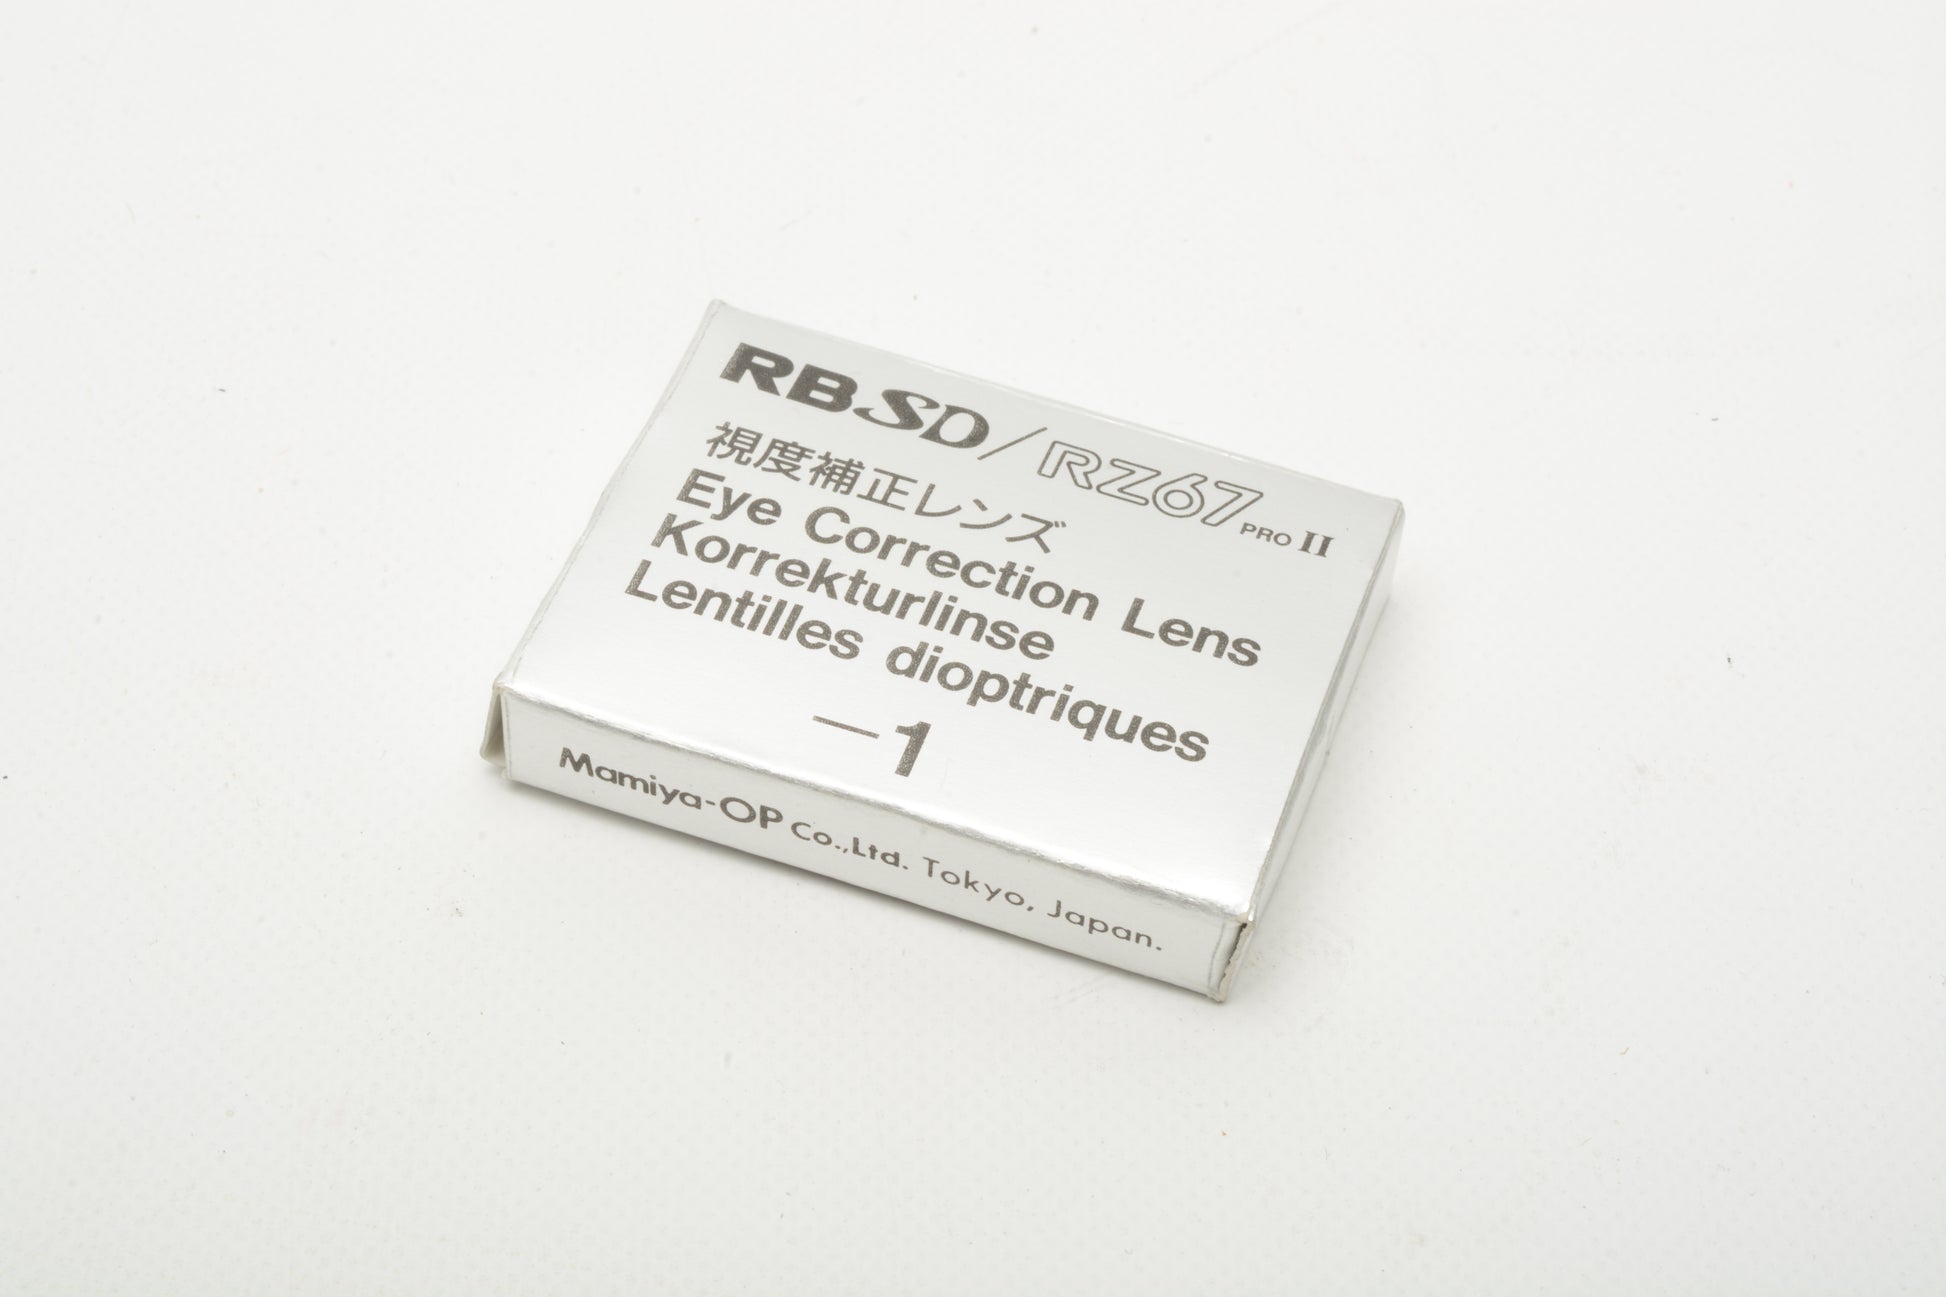 RB SD/RZ67 PRO II
視度補正レンズ
Eye Correction Lens
Korrekturlinse
Lentilles dioptriques
−1
Mamiya-OP Co.,Ltd. Tokyo, Japan.